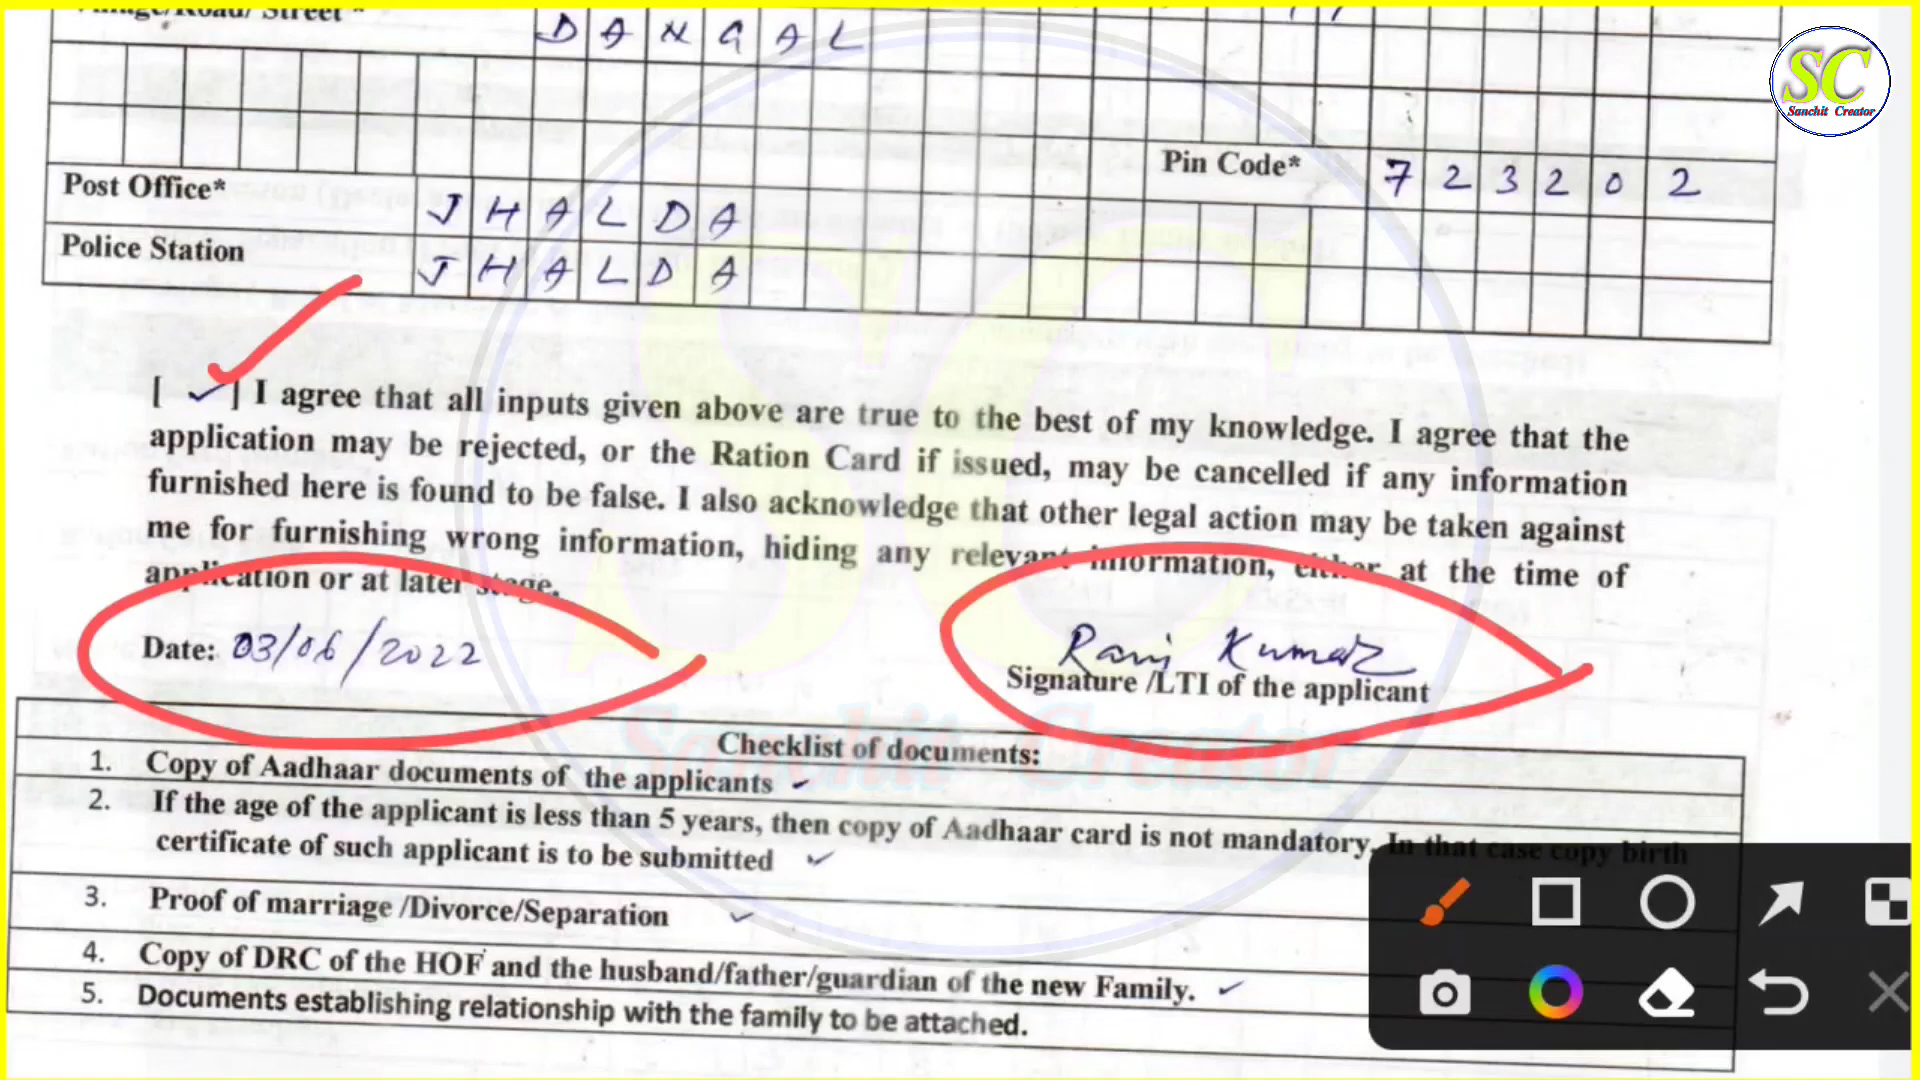 Village/Road/ Street *
DANGAL
SC
Sanchit Creator
Pin Code* 723202
Post Office* JHALDA
Police Station JHALDA
[ ✓ ] I agree that all inputs given above are true to the best of my knowledge. I agree that the
application may be rejected, or the Ration Card if issued, may be cancelled if any information
furnished here is found to be false. I also acknowledge that other legal action may be taken against
me for furnishing wrong information, hiding any relevant information, either at the time of
application or at later stage.
Date: 03/06/2022
Ravi Kumar
Signature /LTI of the applicant
SC
Sanchit Creator
Checklist of documents:
1. Copy of Aadhaar documents of the applicants ✓
2. If the age of the applicant is less than 5 years, then copy of Aadhaar card is not mandatory. In that case copy birth
certificate of such applicant is to be submitted ✓
3. Proof of marriage /Divorce/Separation ✓
4. Copy of DRC of the HOF and the husband/father/guardian of the new Family. ✓
5. Documents establishing relationship with the family to be attached.